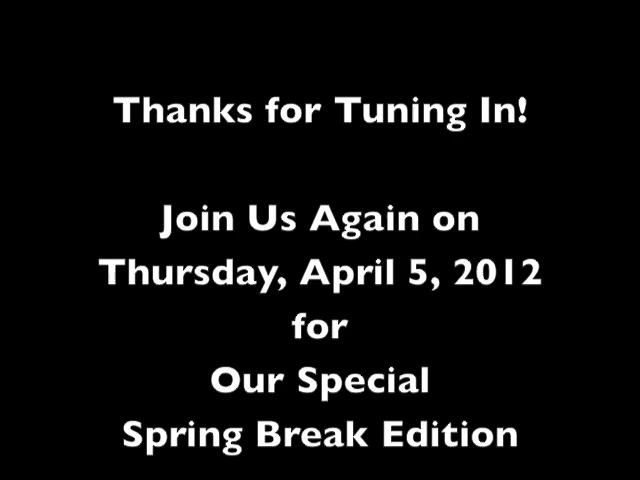 Thanks for Tuning In!
Join Us Again on
Thursday, April 5, 2012
for
Our Special
Spring Break Edition